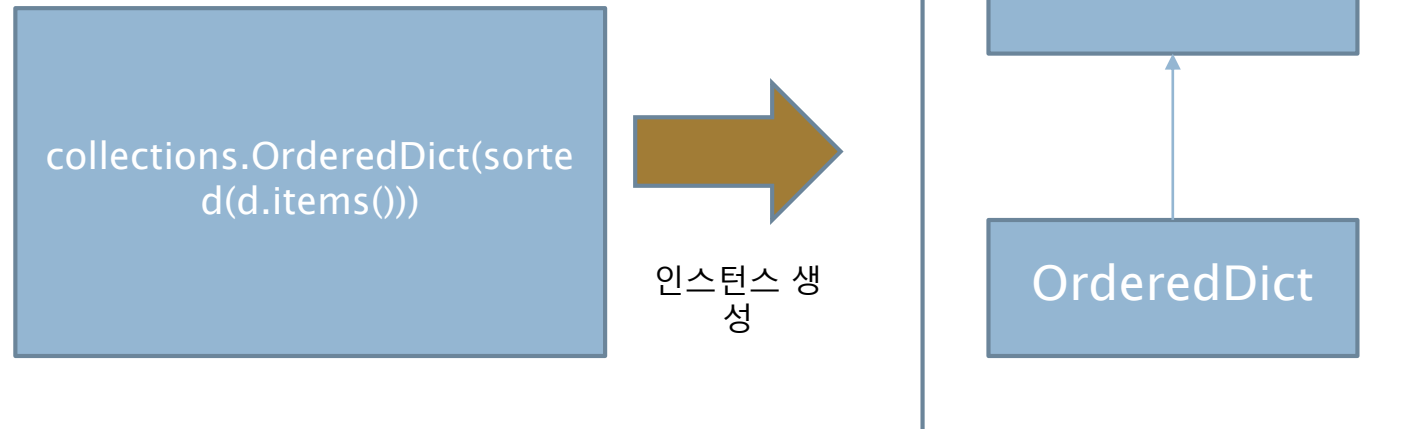 collections.OrderedDict(sorte
d(d.items()))
인스턴스 생
성
OrderedDict